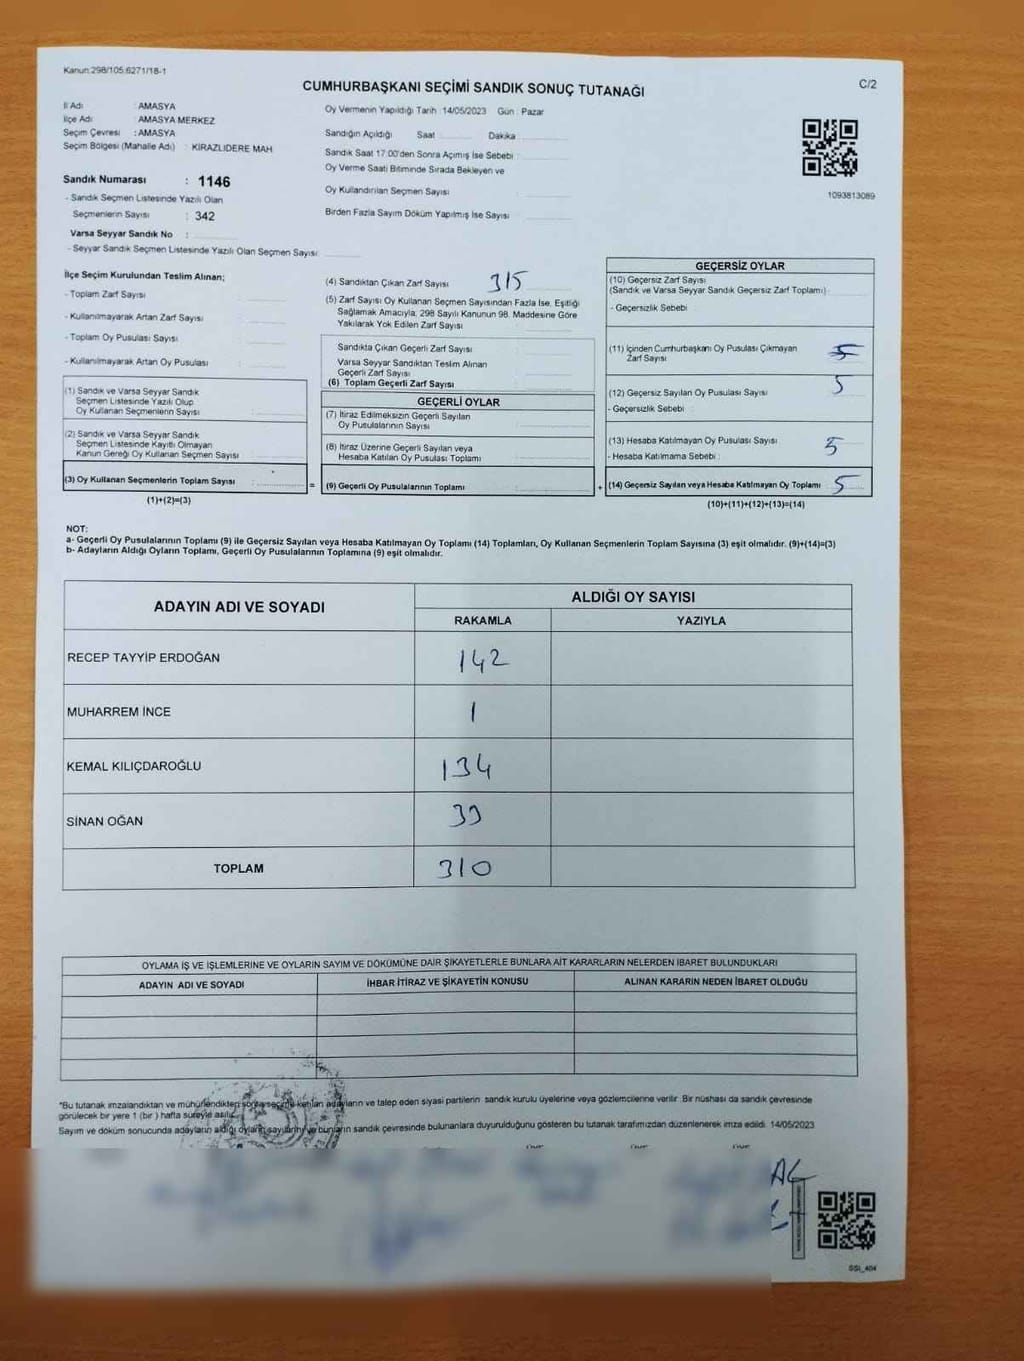 Kanun:298/105.6271/18-1
CUMHURBAŞKANI SEÇİMİ SANDIK SONUÇ TUTANAĞI
C/2
İl Adı : AMASYA
İlçe Adı : AMASYA MERKEZ
Seçim Çevresi : AMASYA
Seçim Bölgesi (Mahalle Adı) : KİRAZLIDERE MAH.
Sandık Numarası : 1146
- Sandık Seçmen Listesinde Yazılı Olan
Seçmenlerin Sayısı : 342
Varsa Seyyar Sandık No :
- Seyyar Sandık Seçmen Listesinde Yazılı Olan Seçmen Sayısı:
Oy Vermenin Yapıldığı Tarih :14/05/2023 Gün : Pazar
Sandığın Açıldığı Saat Dakika
Sandık Saat 17.00'den Sonra Açımış İse Sebebi :
Oy Verme Saati Bitiminde Sırada Bekleyen ve
Oy Kullandırılan Seçmen Sayısı
Birden Fazla Sayım Döküm Yapılmış İse Sayısı
1093813089
İlçe Seçim Kurulundan Teslim Alınan;
- Toplam Zarf Sayısı :
- Kullanılmayarak Artan Zarf Sayısı :
- Toplam Oy Pusulası Sayısı :
- Kullanılmayarak Artan Oy Pusulası :
(1) Sandık ve Varsa Seyyar Sandık
Seçmen Listesinde Yazılı Olup
Oy Kullanan Seçmenlerin Sayısı :
(2) Sandık ve Varsa Seyyar Sandık
Seçmen Listesinde Kayıtlı Olmayan
Kanun Gereği Oy Kullanan Seçmen Sayısı :
(3) Oy Kullanan Seçmenlerin Toplam Sayısı :
(1)+(2)=(3)
(4) Sandıktan Çıkan Zarf Sayısı 315
(5) Zarf Sayısı Oy Kullanan Seçmen Sayısından Fazla İse, Eşitliği
Sağlamak Amacıyla, 298 Sayılı Kanunun 98. Maddesine Göre
Yakılarak Yok Edilen Zarf Sayısı
Sandıkta Çıkan Geçerli Zarf Sayısı
Varsa Seyyar Sandıktan Teslim Alınan
Geçerli Zarf Sayısı
(6) Toplam Geçerli Zarf Sayısı
GEÇERLİ OYLAR
(7) İtiraz Edilmeksizin Geçerli Sayılan
Oy Pusulalarının Sayısı
(8) İtiraz Üzerine Geçerli Sayılan veya
Hesaba Katılan Oy Pusulası Toplamı
= (9) Geçerli Oy Pusulalarının Toplamı +
GEÇERSİZ OYLAR
(10) Geçersiz Zarf Sayısı
(Sandık ve Varsa Seyyar Sandık Geçersiz Zarf Toplamı)
- Geçersizlik Sebebi
(11) İçinden Cumhurbaşkanı Oy Pusulası Çıkmayan
Zarf Sayısı
(12) Geçersiz Sayılan Oy Pusulası Sayısı 5
- Geçersizlik Sebebi :
(13) Hesaba Katılmayan Oy Pusulası Sayısı 5
- Hesaba Katılmama Sebebi :
(14) Geçersiz Sayılan veya Hesaba Katılmayan Oy Toplamı 5
(10)+(11)+(12)+(13)=(14)
NOT:
a- Geçerli Oy Pusulalarının Toplamı (9) ile Geçersiz Sayılan veya Hesaba Katılmayan Oy Toplamı (14) Toplamları, Oy Kullanan Seçmenlerin Toplam Sayısına (3) eşit olmalıdır. (9)+(14)=(3)
b- Adayların Aldığı Oyların Toplamı, Geçerli Oy Pusulalarının Toplamına (9) eşit olmalıdır.
ADAYIN ADI VE SOYADI ALDIĞI OY SAYISI
RAKAMLA YAZIYLA
RECEP TAYYİP ERDOĞAN 142
MUHARREM İNCE 1
KEMAL KILIÇDAROĞLU 134
SİNAN OĞAN 33
TOPLAM 310
OYLAMA İŞ VE İŞLEMLERİNE VE OYLARIN SAYIM VE DÖKÜMÜNE DAİR ŞİKAYETLERLE BUNLARA AİT KARARLARIN NELERDEN İBARET BULUNDUKLARI
ADAYIN ADI VE SOYADI İHBAR İTİRAZ VE ŞİKAYETİN KONUSU ALINAN KARARIN NEDEN İBARET OLDUĞU
*Bu tutanak imzalandıktan ve mühürlendikten sonra seçime katılan adayların ve talep eden siyasi partilerin sandık kurulu üyelerine veya gözlemcilerine verilir. Bir nüshası da sandık çevresinde
görülecek bir yere 1 (bir ) hafta süreyle asılır.
Sayım ve döküm sonucunda adayların aldığı oyların sayılarını ve bunların sandık çevresinde bulunanlara duyurulduğunu gösteren bu tutanak tarafımızdan düzenlenerek imza edildi. 14/05/2023
SSI_404